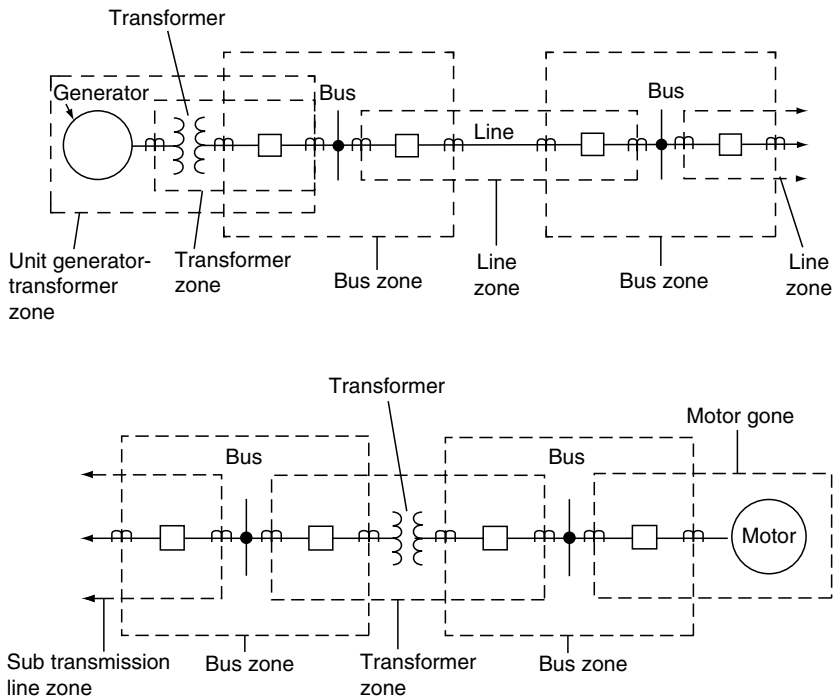 Transformer
Generator
Bus
Bus
Line
Unit generator-
transformer
zone
Transformer
zone
Bus zone
Line
zone
Bus zone
Line
zone
Transformer
Motor gone
Bus
Bus
Motor
Sub transmission
line zone
Bus zone
Transformer
zone
Bus zone